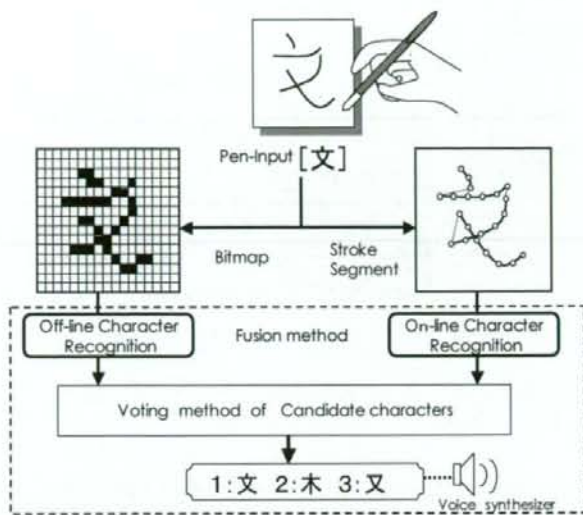 文
Pen-Input [文]
Bitmap
Stroke
Segment
Off-line Character
Recognition
Fusion method
On-line Character
Recognition
Voting method of Candidate characters
1:文 2:木 3:又
Voice synthesizer